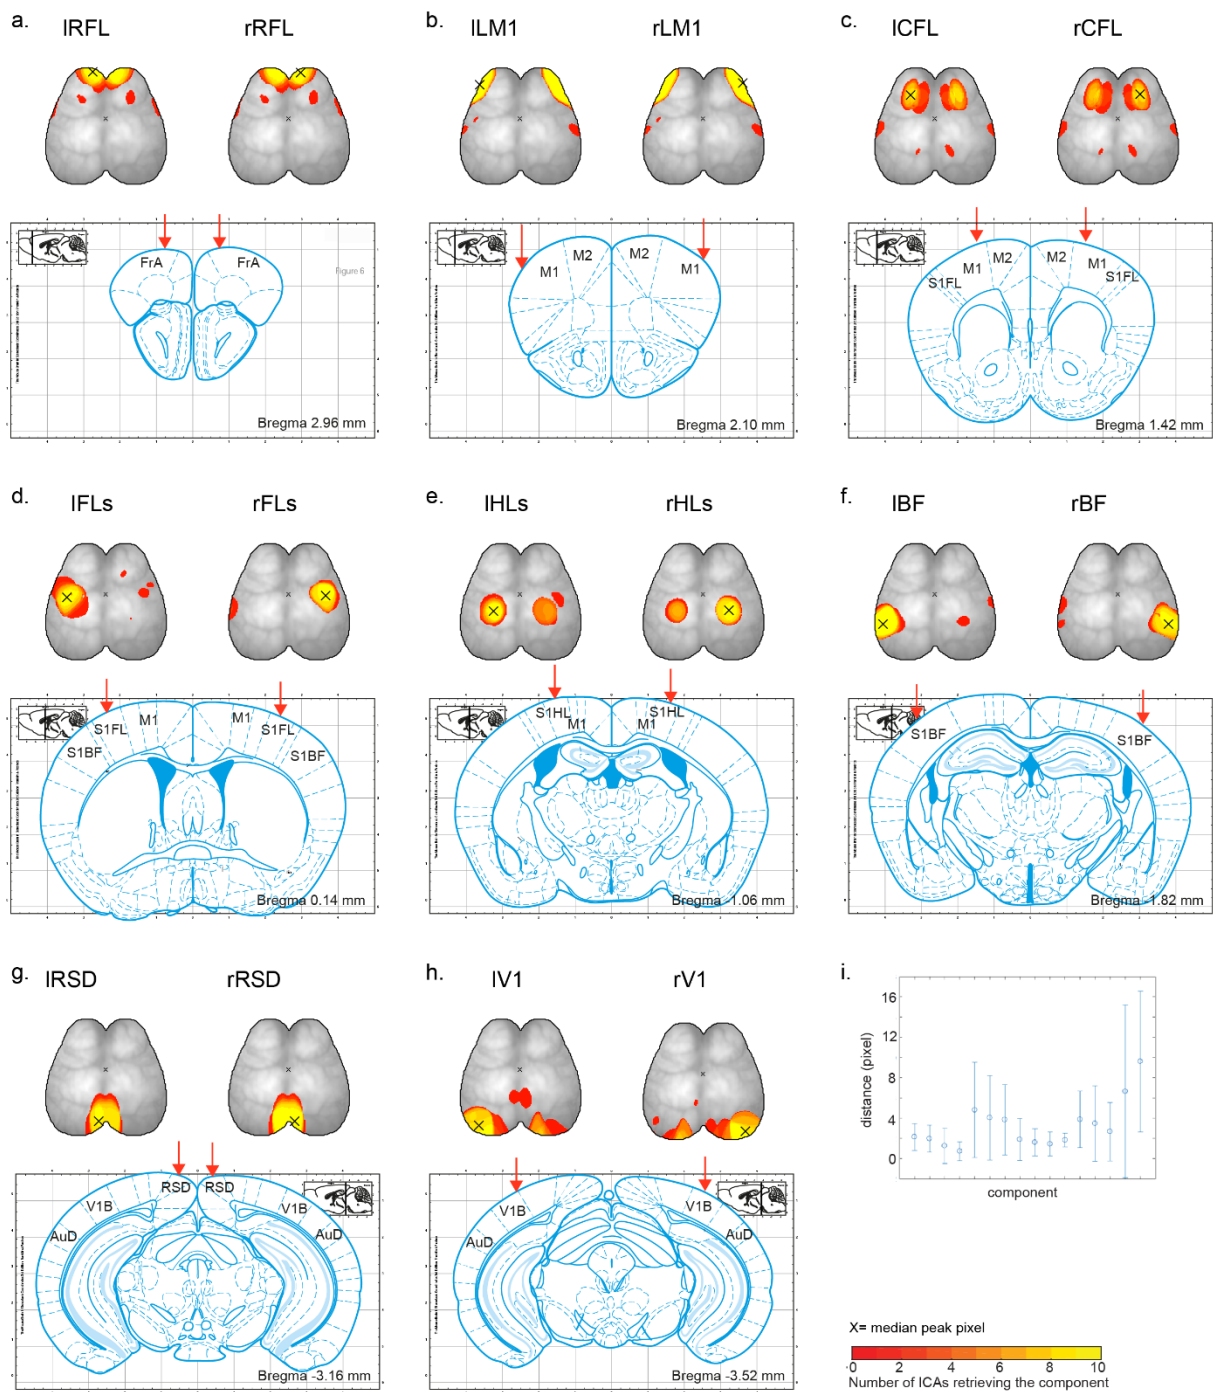 a.
lRFL rRFL
b.
lLM1 rLM1
c.
lCFL rCFL
FrA FrA
Figure 6
Bregma 2.96 mm
M1 M2 M2 M1
Bregma 2.10 mm
S1FL M1 M2 M2 M1 S1FL
Bregma 1.42 mm
d.
lFLs rFLs
e.
lHLs rHLs
f.
lBF rBF
S1BF S1FL M1 M1 S1FL S1BF
Bregma 0.14 mm
S1HL M1 M1 S1HL
Bregma -1.06 mm
S1BF S1BF
Bregma -1.82 mm
g.
lRSD rRSD
h.
lV1 rV1
i.
AuD V1B RSD RSD V1B AuD
Bregma -3.16 mm
AuD V1B V1B AuD
Bregma -3.52 mm
16
12
8
4
0
distance (pixel)
component
X= median peak pixel
0 2 4 6 8 10
Number of ICAs retrieving the component